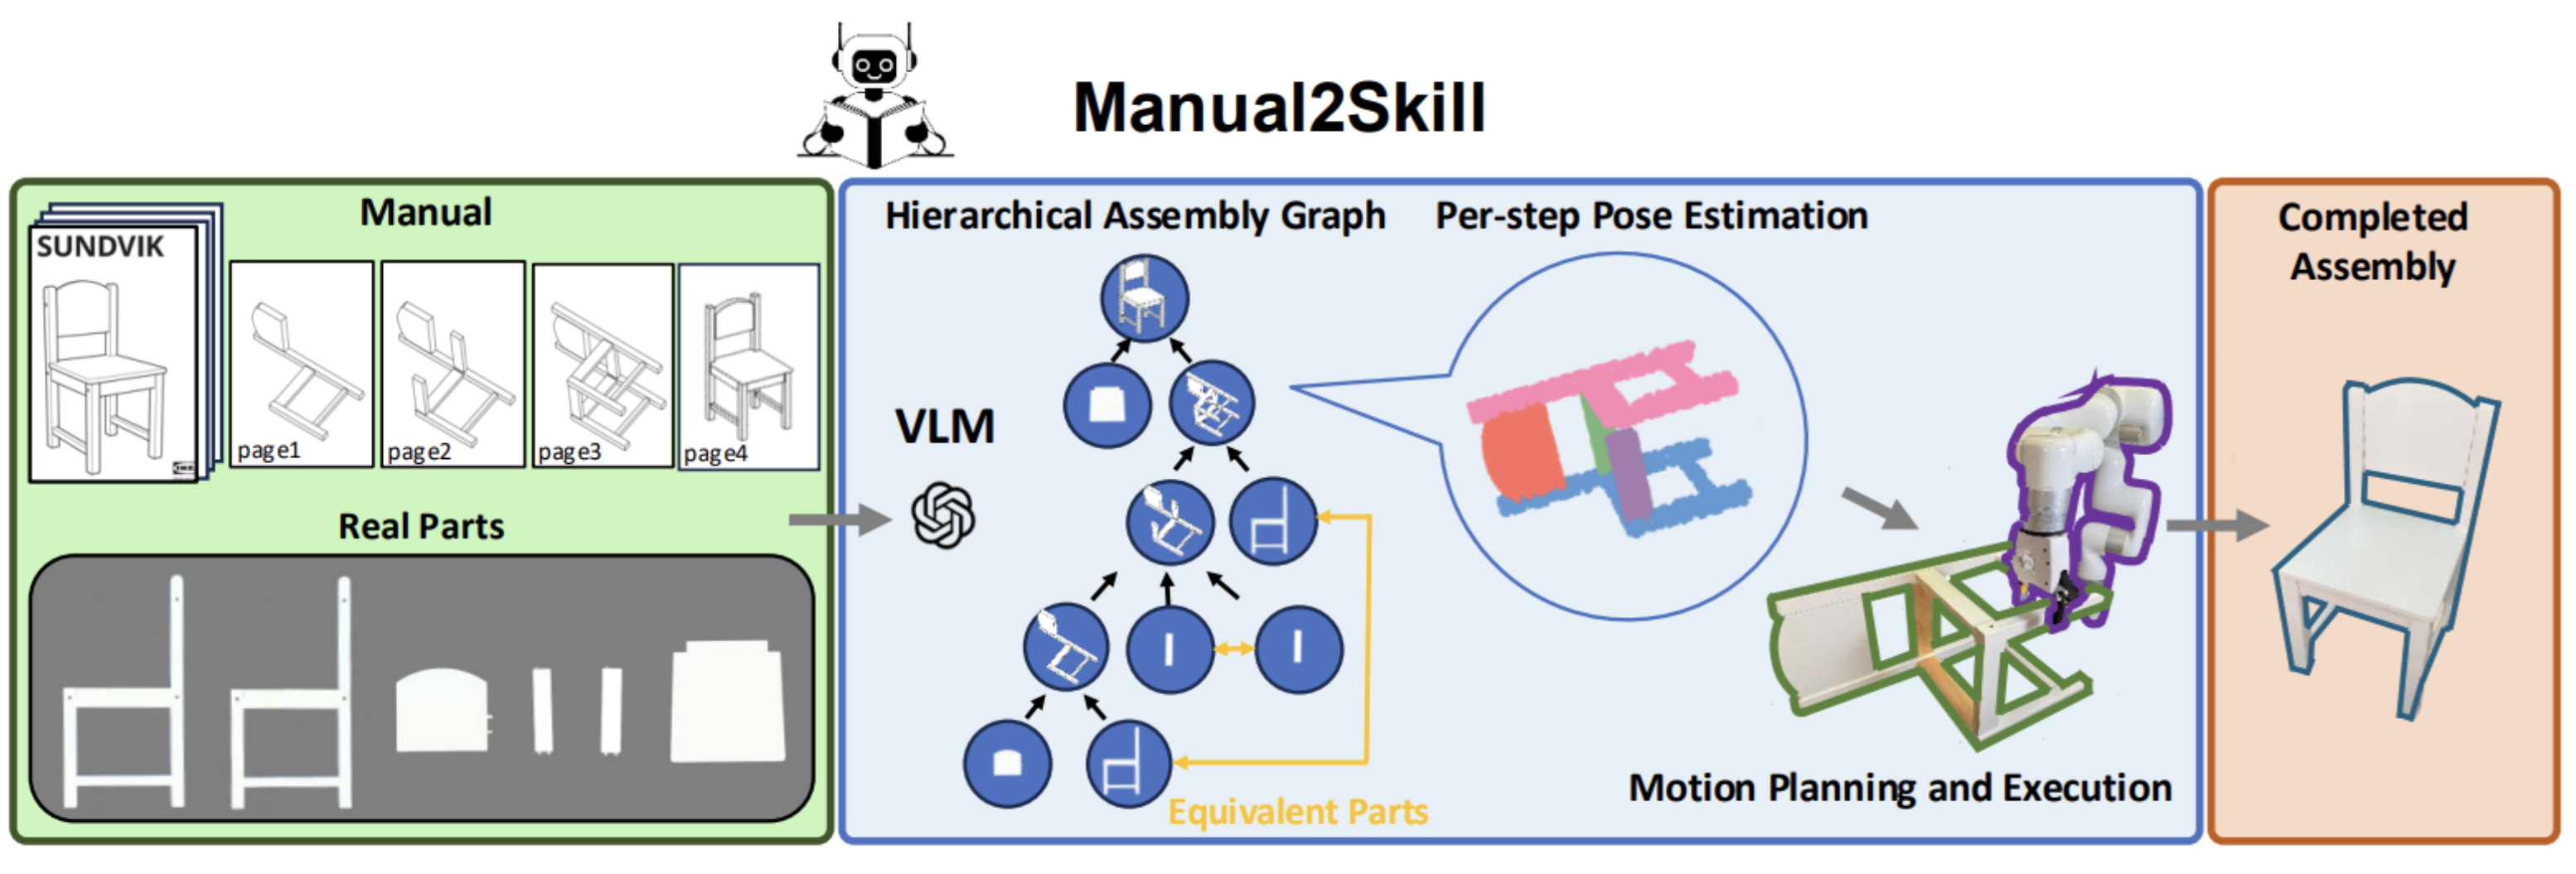 Manual2Skill
Manual
SUNDVIK
page1
page2
page3
page4
Real Parts
Hierarchical Assembly Graph
Per-step Pose Estimation
VLM
Equivalent Parts
Motion Planning and Execution
Completed
Assembly